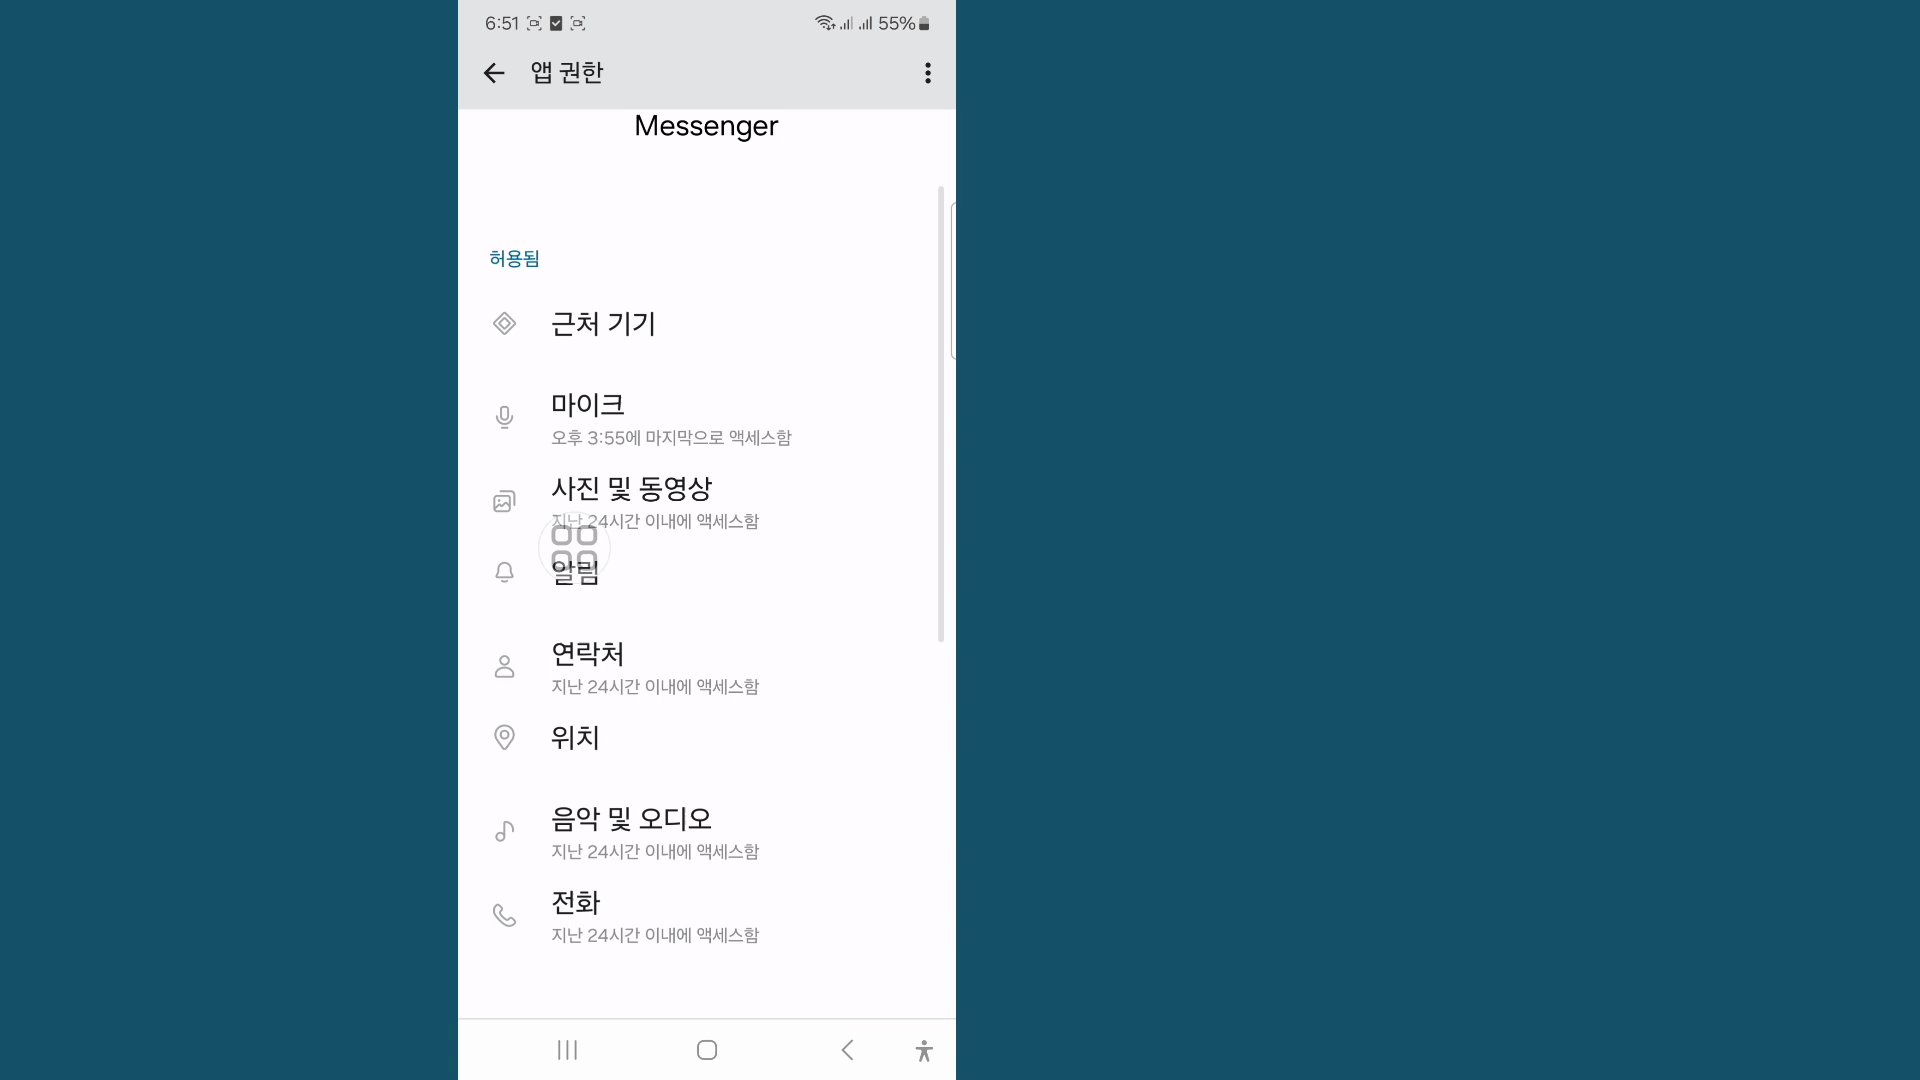 6:51
55%
앱 권한
Messenger
허용됨
근처 기기
마이크
오후 3:55에 마지막으로 액세스함
사진 및 동영상
지난 24시간 이내에 액세스함
알림
연락처
지난 24시간 이내에 액세스함
위치
음악 및 오디오
지난 24시간 이내에 액세스함
전화
지난 24시간 이내에 액세스함